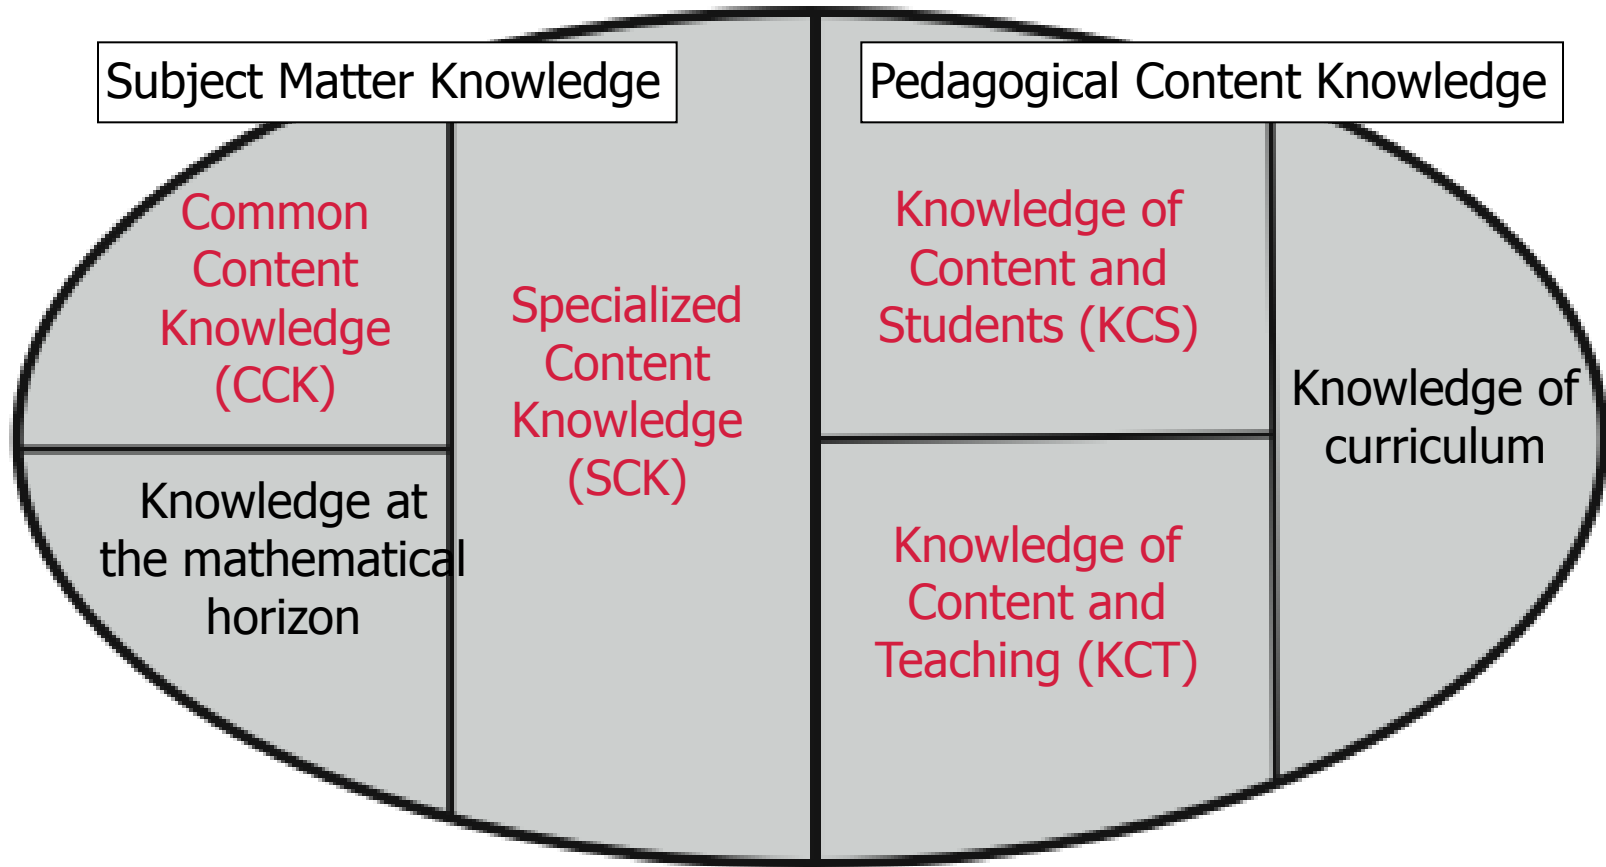 Subject Matter Knowledge
Pedagogical Content Knowledge
Common
Content
Knowledge
(CCK)
Knowledge at
the mathematical
horizon
Specialized
Content
Knowledge
(SCK)
Knowledge of
Content and
Students (KCS)
Knowledge of
Content and
Teaching (KCT)
Knowledge of
curriculum